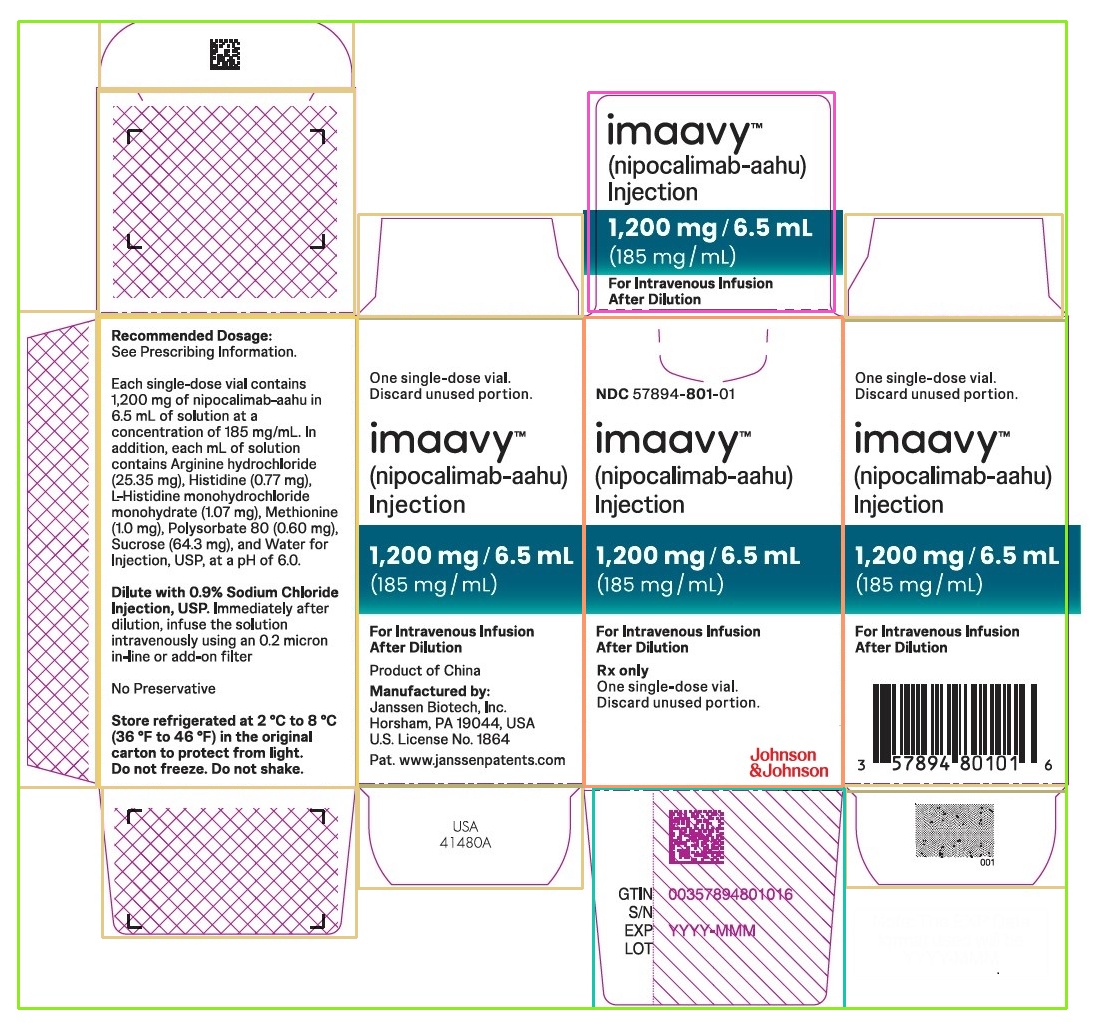 imaavy™
(nipocalimab-aahu)
Injection
1,200 mg / 6.5 mL
(185 mg / mL)
For Intravenous Infusion
After Dilution
Recommended Dosage:
See Prescribing Information.
Each single-dose vial contains
1,200 mg of nipocalimab-aahu in
6.5 mL of solution at a
concentration of 185 mg/mL. In
addition, each mL of solution
contains Arginine hydrochloride
(25.35 mg), Histidine (0.77 mg),
L-Histidine monohydrochloride
monohydrate (1.07 mg), Methionine
(1.0 mg), Polysorbate 80 (0.60 mg),
Sucrose (64.3 mg), and Water for
Injection, USP, at a pH of 6.0.
Dilute with 0.9% Sodium Chloride
Injection, USP. Immediately after
dilution, infuse the solution
intravenously using an 0.2 micron
in-line or add-on filter
No Preservative
Store refrigerated at 2 °C to 8 °C
(36 °F to 46 °F) in the original
carton to protect from light.
Do not freeze. Do not shake.
One single-dose vial.
Discard unused portion.
imaavy™
(nipocalimab-aahu)
Injection
1,200 mg / 6.5 mL
(185 mg / mL)
For Intravenous Infusion
After Dilution
Product of China
Manufactured by:
Janssen Biotech, Inc.
Horsham, PA 19044, USA
U.S. License No. 1864
Pat. www.janssenpatents.com
NDC 57894-801-01
imaavy™
(nipocalimab-aahu)
Injection
1,200 mg / 6.5 mL
(185 mg / mL)
For Intravenous Infusion
After Dilution
Rx only
One single-dose vial.
Discard unused portion.
Johnson
&Johnson
One single-dose vial.
Discard unused portion.
imaavy™
(nipocalimab-aahu)
Injection
1,200 mg / 6.5 mL
(185 mg / mL)
For Intravenous Infusion
After Dilution
3 57894 80101 6
USA
41480A
GTIN 00357894801016
S/N
EXP YYYY-MMM
LOT
001